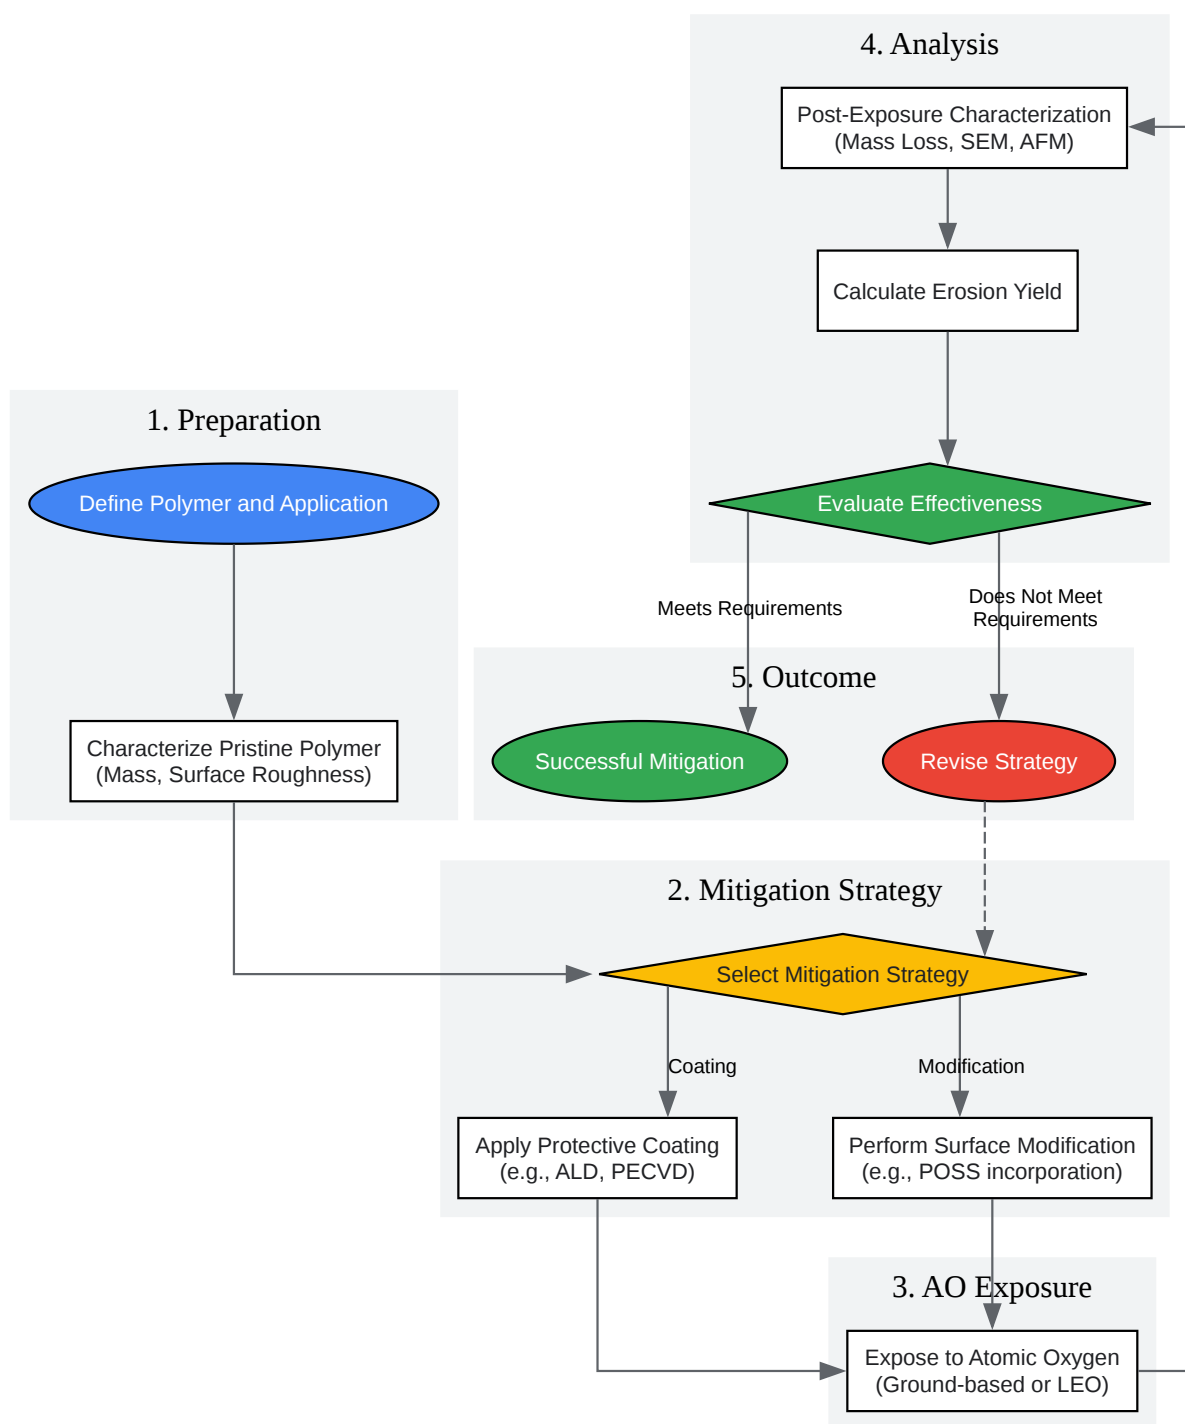 4. Analysis
Post-Exposure Characterization
(Mass Loss, SEM, AFM)
Calculate Erosion Yield
Evaluate Effectiveness
1. Preparation
Define Polymer and Application
Characterize Pristine Polymer
(Mass, Surface Roughness)
Meets Requirements
Does Not Meet
Requirements
5. Outcome
Successful Mitigation
Revise Strategy
2. Mitigation Strategy
Select Mitigation Strategy
Coating
Modification
Apply Protective Coating
(e.g., ALD, PECVD)
Perform Surface Modification
(e.g., POSS incorporation)
3. AO Exposure
Expose to Atomic Oxygen
(Ground-based or LEO)